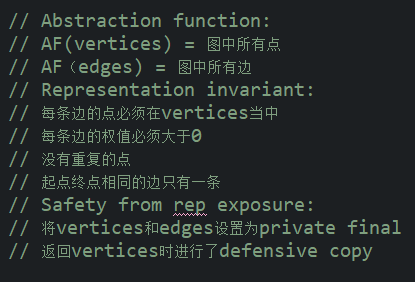 // Abstraction function:
// AF(vertices) = 图中所有点
// AF（edges) = 图中所有边
// Representation invariant:
// 每条边的点必须在vertices当中
// 每条边的权值必须大于0
// 没有重复的点
// 起点终点相同的边只有一条
// Safety from rep exposure:
// 将vertices和edges设置为private final
// 返回vertices时进行了defensive copy